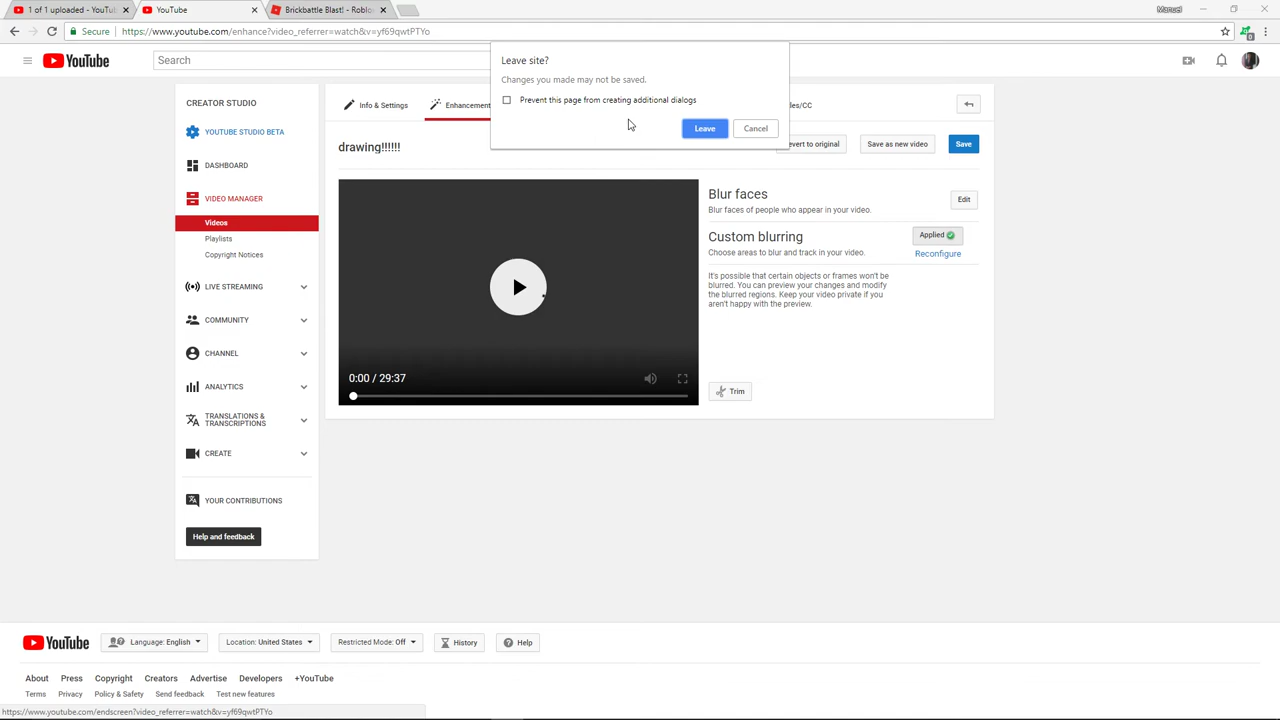 1 of 1 uploaded - YouTu
YouTube
Brickbattle Blast! - Roblo
Manuel
Secure
https://www.youtube.com/enhance?video_referrer=watch&v=yf69qwtPTYo
0
YouTube
Search
Leave site?
Changes you made may not be saved.
Prevent this page from creating additional dialogs
Leave
Cancel
CREATOR STUDIO
YOUTUBE STUDIO BETA
DASHBOARD
VIDEO MANAGER
Videos
Playlists
Copyright Notices
LIVE STREAMING
COMMUNITY
CHANNEL
ANALYTICS
TRANSLATIONS &
TRANSCRIPTIONS
CREATE
YOUR CONTRIBUTIONS
Help and feedback
Info & Settings
Enhancement
les/CC
drawing!!!!!!
evert to original
Save as new video
Save
0:00 / 29:37
Blur faces
Blur faces of people who appear in your video.
Edit
Custom blurring
Choose areas to blur and track in your video.
Applied
Reconfigure
It's possible that certain objects or frames won't be
blurred. You can preview your changes and modify
the blurred regions. Keep your video private if you
aren't happy with the preview.
Trim
YouTube
Language: English
Location: United States
Restricted Mode: Off
History
Help
About
Press
Copyright
Creators
Advertise
Developers
+YouTube
Terms
Privacy
Policy & Safety
Send feedback
Test new features
https://www.youtube.com/endscreen?video_referrer=watch&v=yf69qwtPTYo